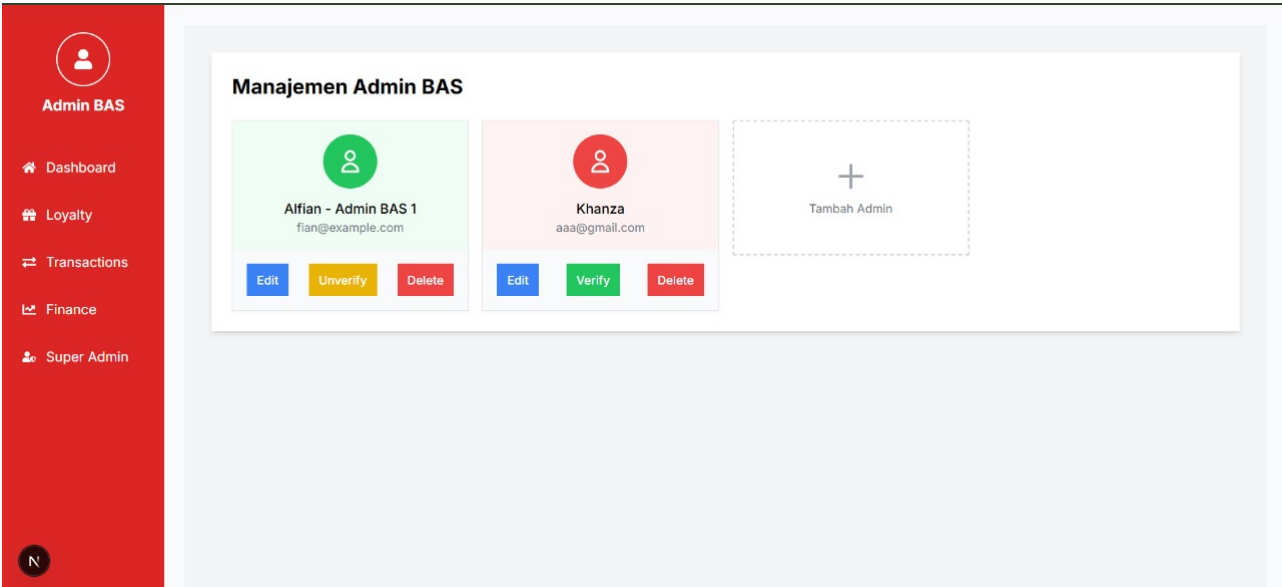 Admin BAS
Dashboard
Loyalty
Transactions
Finance
Super Admin
N
Manajemen Admin BAS
Alfian - Admin BAS 1
fian@example.com
Edit Unverify Delete
Khanza
aaa@gmail.com
Edit Verify Delete
Tambah Admin